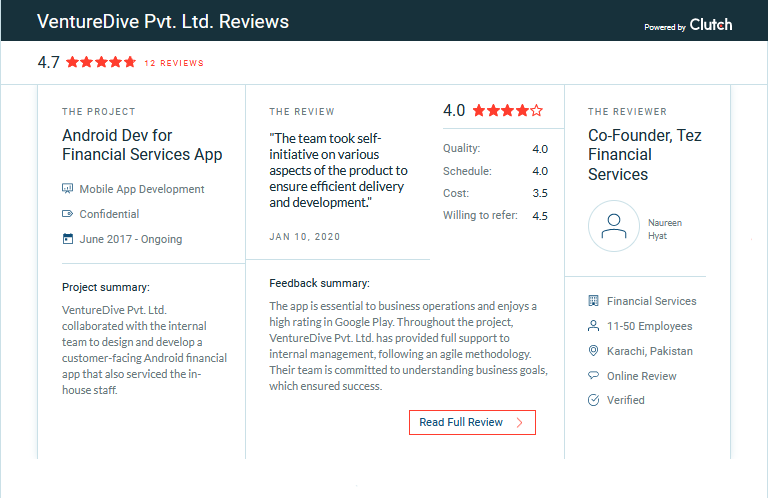 VentureDive Pvt. Ltd. Reviews
Powered by Clutch
4.7 12 REVIEWS
THE PROJECT
Android Dev for
Financial Services App
Mobile App Development
Confidential
June 2017 - Ongoing
Project summary:
VentureDive Pvt. Ltd.
collaborated with the internal
team to design and develop a
customer-facing Android financial
app that also serviced the in-
house staff.
THE REVIEW
"The team took self-
initiative on various
aspects of the product to
ensure efficient delivery
and development."
JAN 10, 2020
4.0
Quality: 4.0
Schedule: 4.0
Cost: 3.5
Willing to refer: 4.5
Feedback summary:
The app is essential to business operations and enjoys a
high rating in Google Play. Throughout the project,
VentureDive Pvt. Ltd. has provided full support to
internal management, following an agile methodology.
Their team is committed to understanding business goals,
which ensured success.
Read Full Review
THE REVIEWER
Co-Founder, Tez
Financial
Services
Naureen
Hyat
Financial Services
11-50 Employees
Karachi, Pakistan
Online Review
Verified